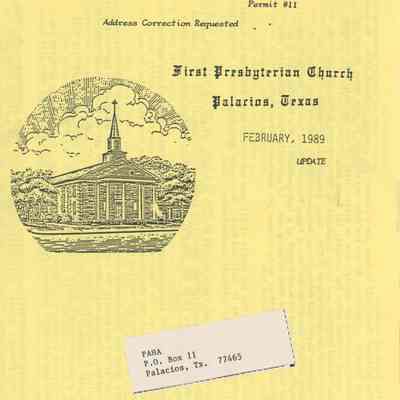 Permit #11
Address Correction Requested
First Presbyterian Church
Palacios, Texas
FEBRUARY, 1989
UPDATE
PAHA
P.O. Box 11
Palacios, Tx. 77465